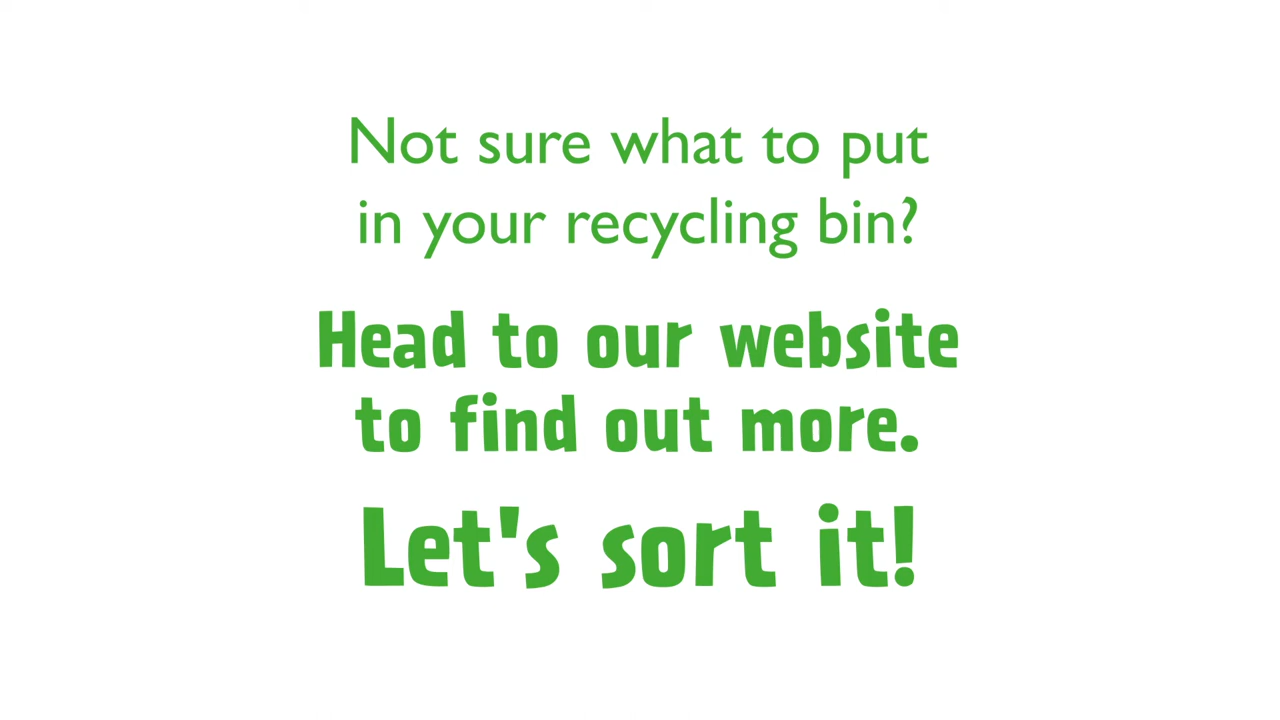 Not sure what to put
in your recycling bin?
Head to our website
to find out more.
Let's sort it!